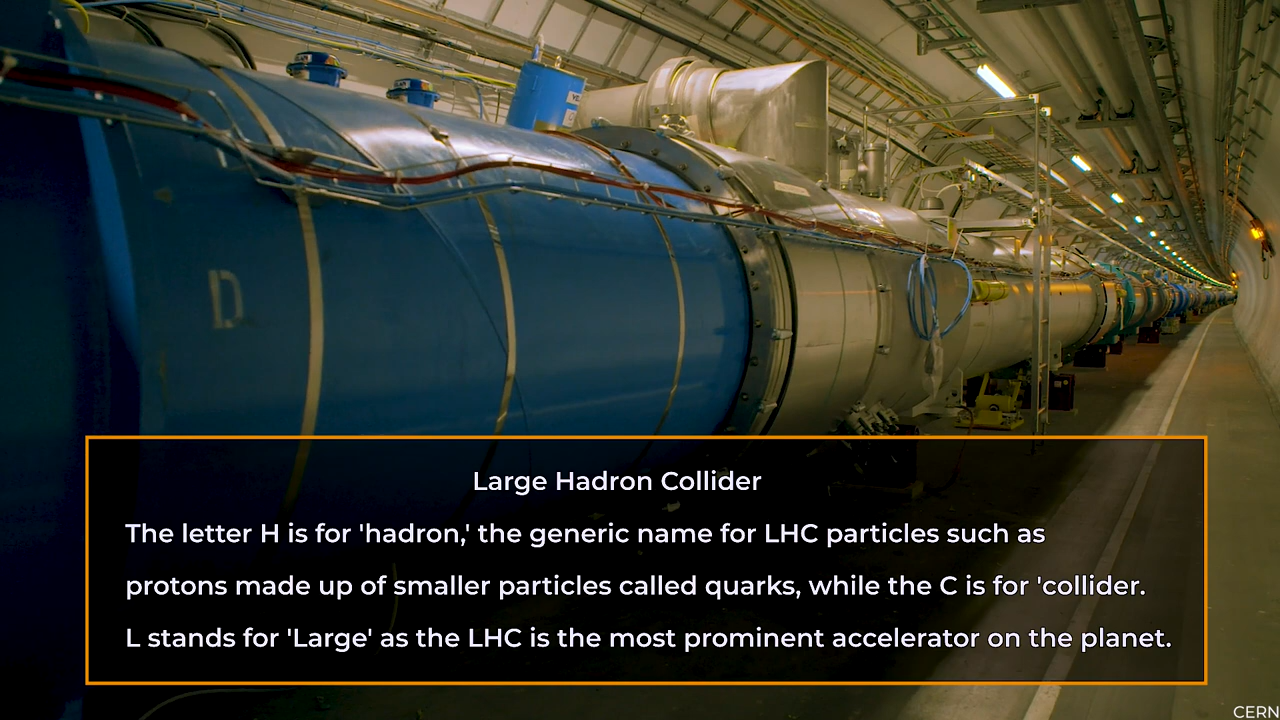 D
Large Hadron Collider
The letter H is for 'hadron,' the generic name for LHC particles such as
protons made up of smaller particles called quarks, while the C is for 'collider.
L stands for 'Large' as the LHC is the most prominent accelerator on the planet.
CERN